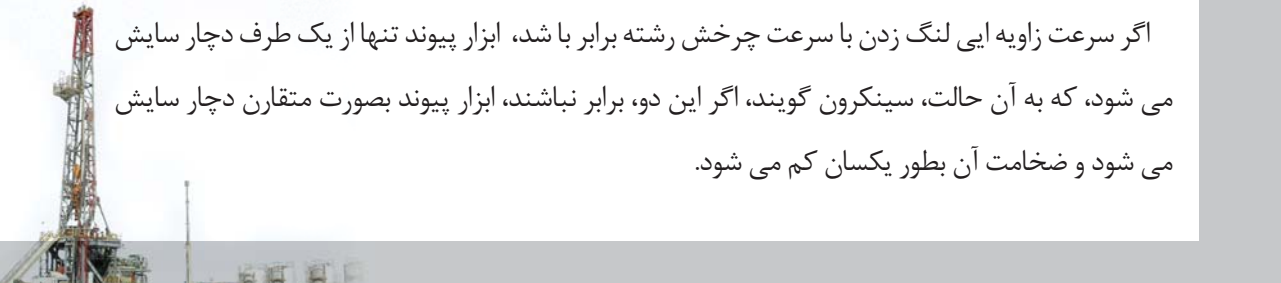 اگر سرعت زاویه ایی لنگ زدن با سرعت چرخش رشته برابر با شد، ابزار پیوند تنها از یک طرف دچار سایش
می شود، که به آن حالت، سینکرون گویند، اگر این دو، برابر نباشند، ابزار پیوند بصورت متقارن دچار سایش
می شود و ضخامت آن بطور یکسان کم می شود.